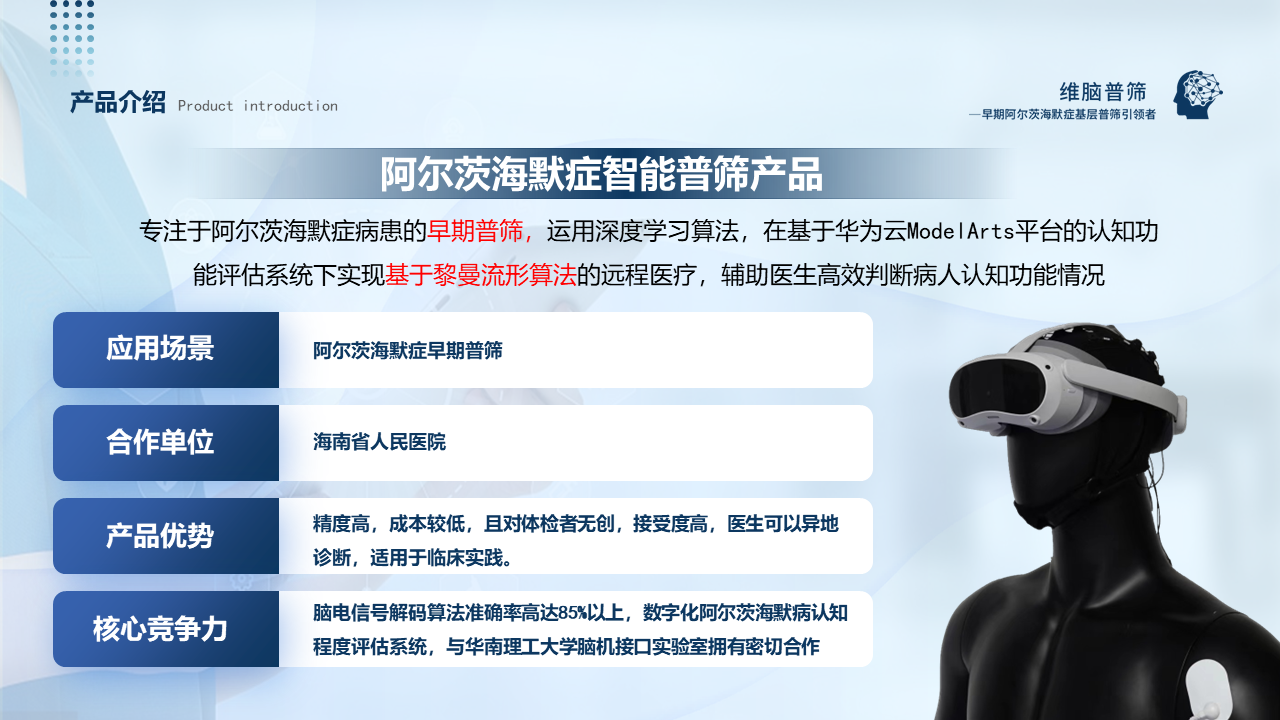 产品介绍 Product introduction
维脑普筛
—早期阿尔茨海默症基层普筛引领者
阿尔茨海默症智能普筛产品
专注于阿尔茨海默症病患的早期普筛，运用深度学习算法，在基于华为云ModelArts平台的认知功
能评估系统下实现基于黎曼流形算法的远程医疗，辅助医生高效判断病人认知功能情况
应用场景
阿尔茨海默症早期普筛
合作单位
海南省人民医院
产品优势
精度高，成本较低，且对体检者无创，接受度高，医生可以异地
诊断，适用于临床实践。
核心竞争力
脑电信号解码算法准确率高达85%以上，数字化阿尔茨海默病认知
程度评估系统，与华南理工大学脑机接口实验室拥有密切合作